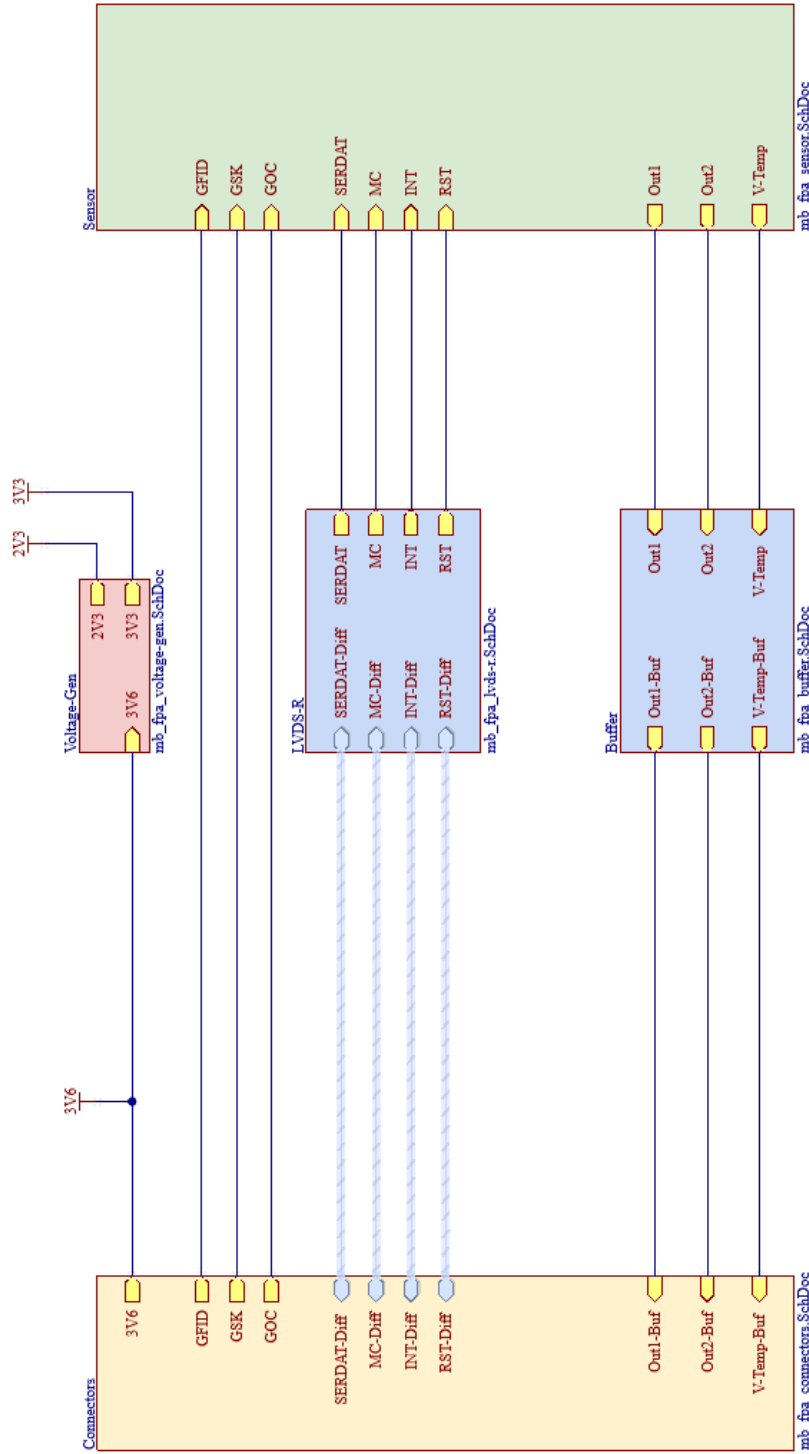 Connectors
3V6
GFID
GSK
GOC
SERDAT-Diff
MC-Diff
INT-Diff
RST-Diff
Out1-Buf
Out2-Buf
V-Temp-Buf
mb_fpa_connectors.SchDoc
3V6
Voltage-Gen
3V6
2V3
3V3
mb_fpa_voltage-gen.SchDoc
2V3
3V3
LVDS-R
SERDAT-Diff
SERDAT
MC-Diff
MC
INT-Diff
INT
RST-Diff
RST
mb_fpa_lvds-r.SchDoc
Buffer
Out1-Buf
Out1
Out2-Buf
Out2
V-Temp-Buf
V-Temp
mb_fpa_buffer.SchDoc
Sensor
GFID
GSK
GOC
SERDAT
MC
INT
RST
Out1
Out2
V-Temp
mb_fpa_sensor.SchDoc